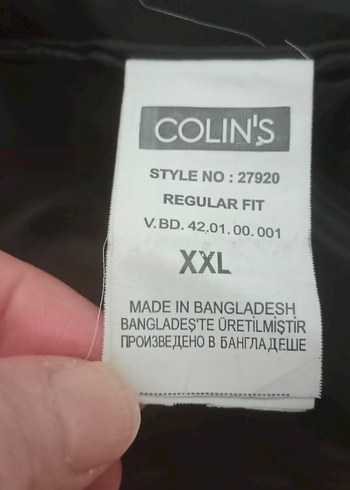 COLIN'S
STYLE NO : 27920
REGULAR FIT
V.BD. 42.01.00.001
XXL
MADE IN BANGLADESH
BANGLADEŞ'TE ÜRETİLMİŞTİR
ПРОИЗВЕДЕНО В БАНГЛАДЕШЕ